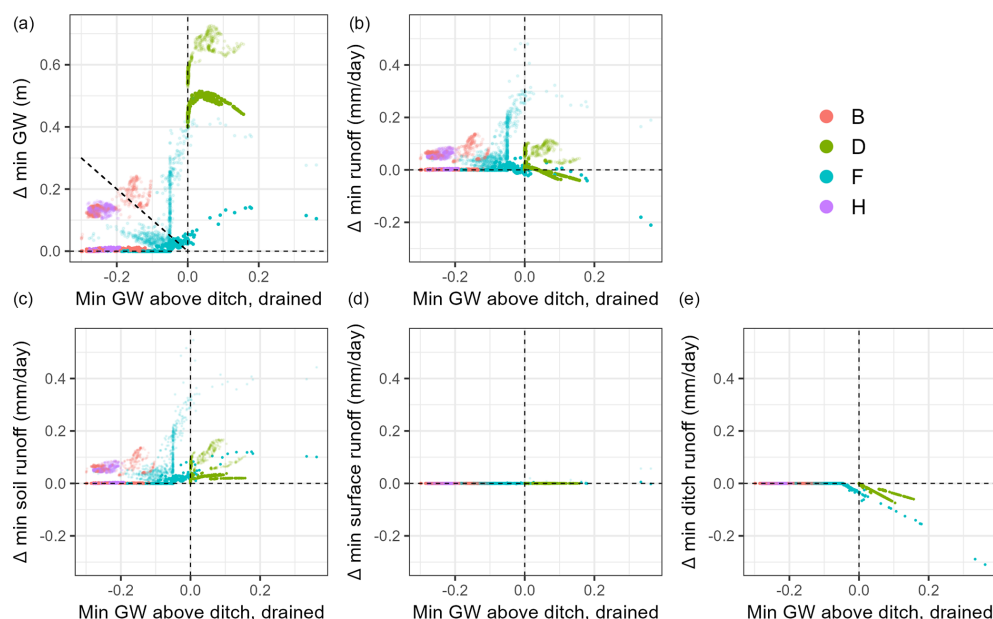 (a)
Δ min GW (m)
0.6
0.4
0.2
0.0
-0.2 0.0 0.2
Min GW above ditch, drained
(b)
Δ min runoff (mm/day)
0.4
0.2
0.0
-0.2
-0.2 0.0 0.2
Min GW above ditch, drained
B
D
F
H
(c)
Δ min soil runoff (mm/day)
0.4
0.2
0.0
-0.2
-0.2 0.0 0.2
Min GW above ditch, drained
(d)
Δ min surface runoff (mm/day)
0.4
0.2
0.0
-0.2
-0.2 0.0 0.2
Min GW above ditch, drained
(e)
Δ min ditch runoff (mm/day)
0.4
0.2
0.0
-0.2
-0.2 0.0 0.2
Min GW above ditch, drained